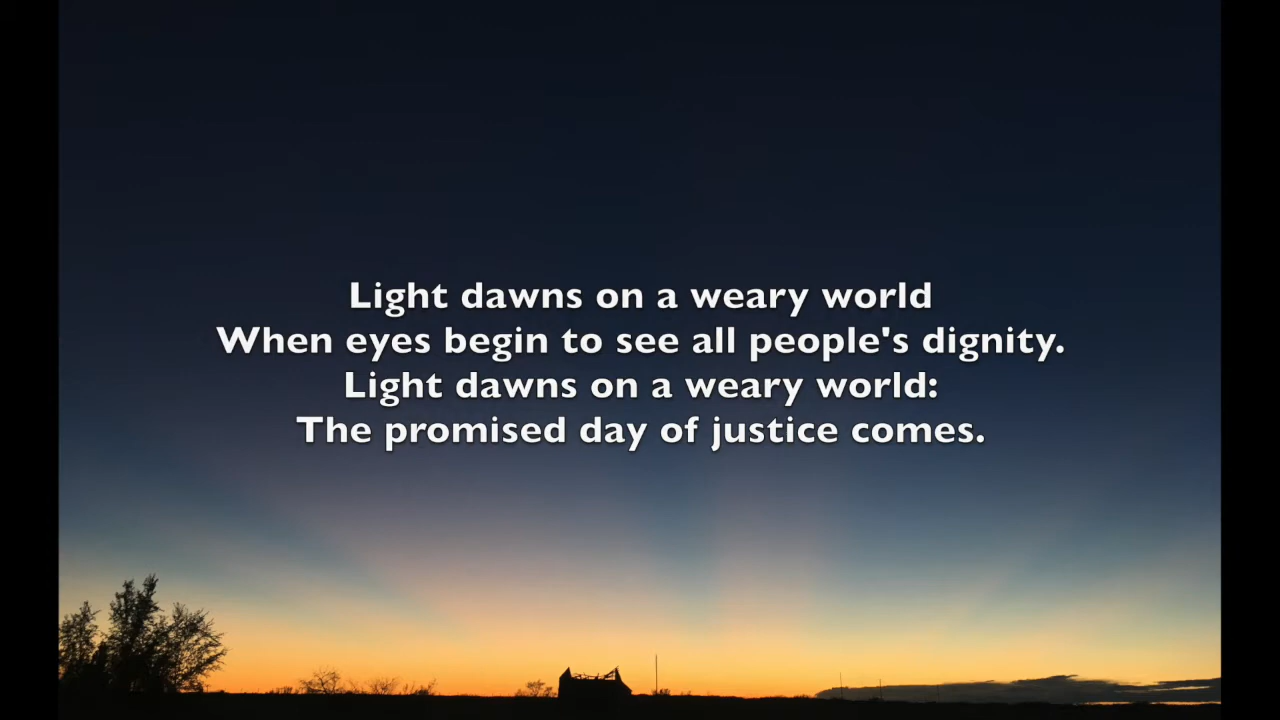 Light dawns on a weary world
When eyes begin to see all people's dignity.
Light dawns on a weary world:
The promised day of justice comes.